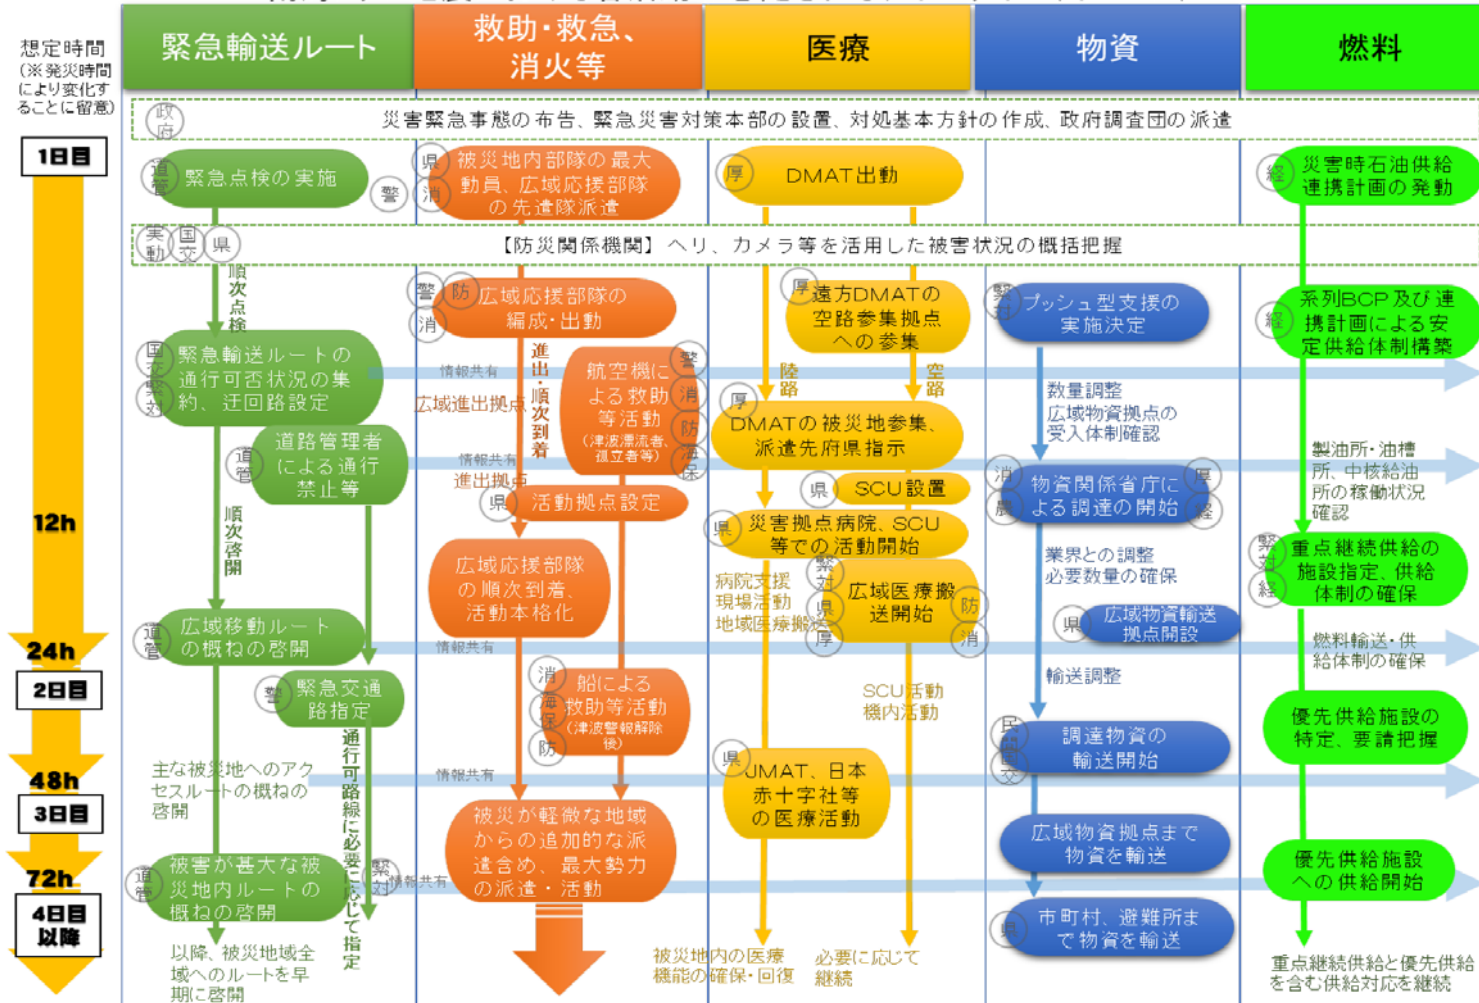 想定時間
(※発災時間
により変化す
ることに留意)
緊急輸送ルート
救助・救急、
消火等
医療
物資
燃料
政府
災害緊急事態の布告、緊急災害対策本部の設置、対処基本方針の作成、政府調査団の派遣
1日目
道管
緊急点検の実施
警
県
消
被災地内部隊の最大
動員、広域応援部隊
の先遣隊派遣
厚
DMAT出動
経
災害時石油供給
連携計画の発動
実動
国交
県
【防災関係機関】ヘリ、カメラ等を活用した被害状況の概括把握
順次点検
警
防
消
広域応援部隊の
編成・出動
厚
遠方DMATの
空路参集拠点
への参集
緊対
プッシュ型支援の
実施決定
経
系列BCP及び連
携計画による安
定供給体制構築
国交
緊対
緊急輸送ルートの
通行可否状況の集
約、迂回路設定
情報共有
広域進出拠点
進出・順次到着
航空機に
よる救助
等活動
(津波漂流者、
孤立者等)
警
消
防
海保
陸路
空路
数量調整
広域物資拠点の
受入体制確認
厚
DMATの被災地参集、
派遣先府県指示
道管
道路管理者
による通行
禁止等
情報共有
進出拠点
製油所・油槽
所、中核給油
所の稼働状況
確認
県
活動拠点設定
県
SCU設置
消
農
厚
経
物資関係省庁に
よる調達の開始
12h
順次啓開
県
災害拠点病院、SCU
等での活動開始
広域応援部隊
の順次到着、
活動本格化
病院支援
現場活動
地域医療搬送
緊対
県
厚
防
消
広域医療搬
送開始
業界との調整
必要数量の確保
緊対
経
重点継続供給の
施設指定、供給
体制の確保
道管
広域移動ルート
の概ねの啓開
情報共有
県
広域物資輸送
拠点開設
燃料輸送・供
給体制の確保
24h
2日目
警
緊急交通
路指定
消
海保
防
船による
救助等活動
(津波警報解除
後)
SCU活動
機内活動
輸送調整
優先供給施設の
特定、要請把握
民
国交
調達物資の
輸送開始
主な被災地へのアク
セスルートの概ねの
啓開
通行可路線に必要に応じて指定
情報共有
県
JMAT、日本
赤十字社等
の医療活動
48h
3日目
被災が軽微な地域
からの追加的な派
遣含め、最大勢力
の派遣・活動
広域物資拠点まで
物資を輸送
72h
道管
被害が甚大な被
災地内ルートの
概ねの啓開
緊対
情報共有
優先供給施設
への供給開始
4日目
以降
県
市町村、避難所ま
で物資を輸送
以降、被災地域全
域へのルートを早
期に啓開
被災地内の医療
機能の確保・回復
必要に応じて
継続
重点継続供給と優先供給
を含む供給対応を継続